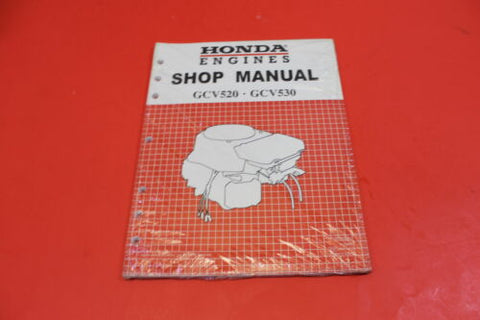 HONDA
ENGINES
SHOP MANUAL
GCV520 · GCV530